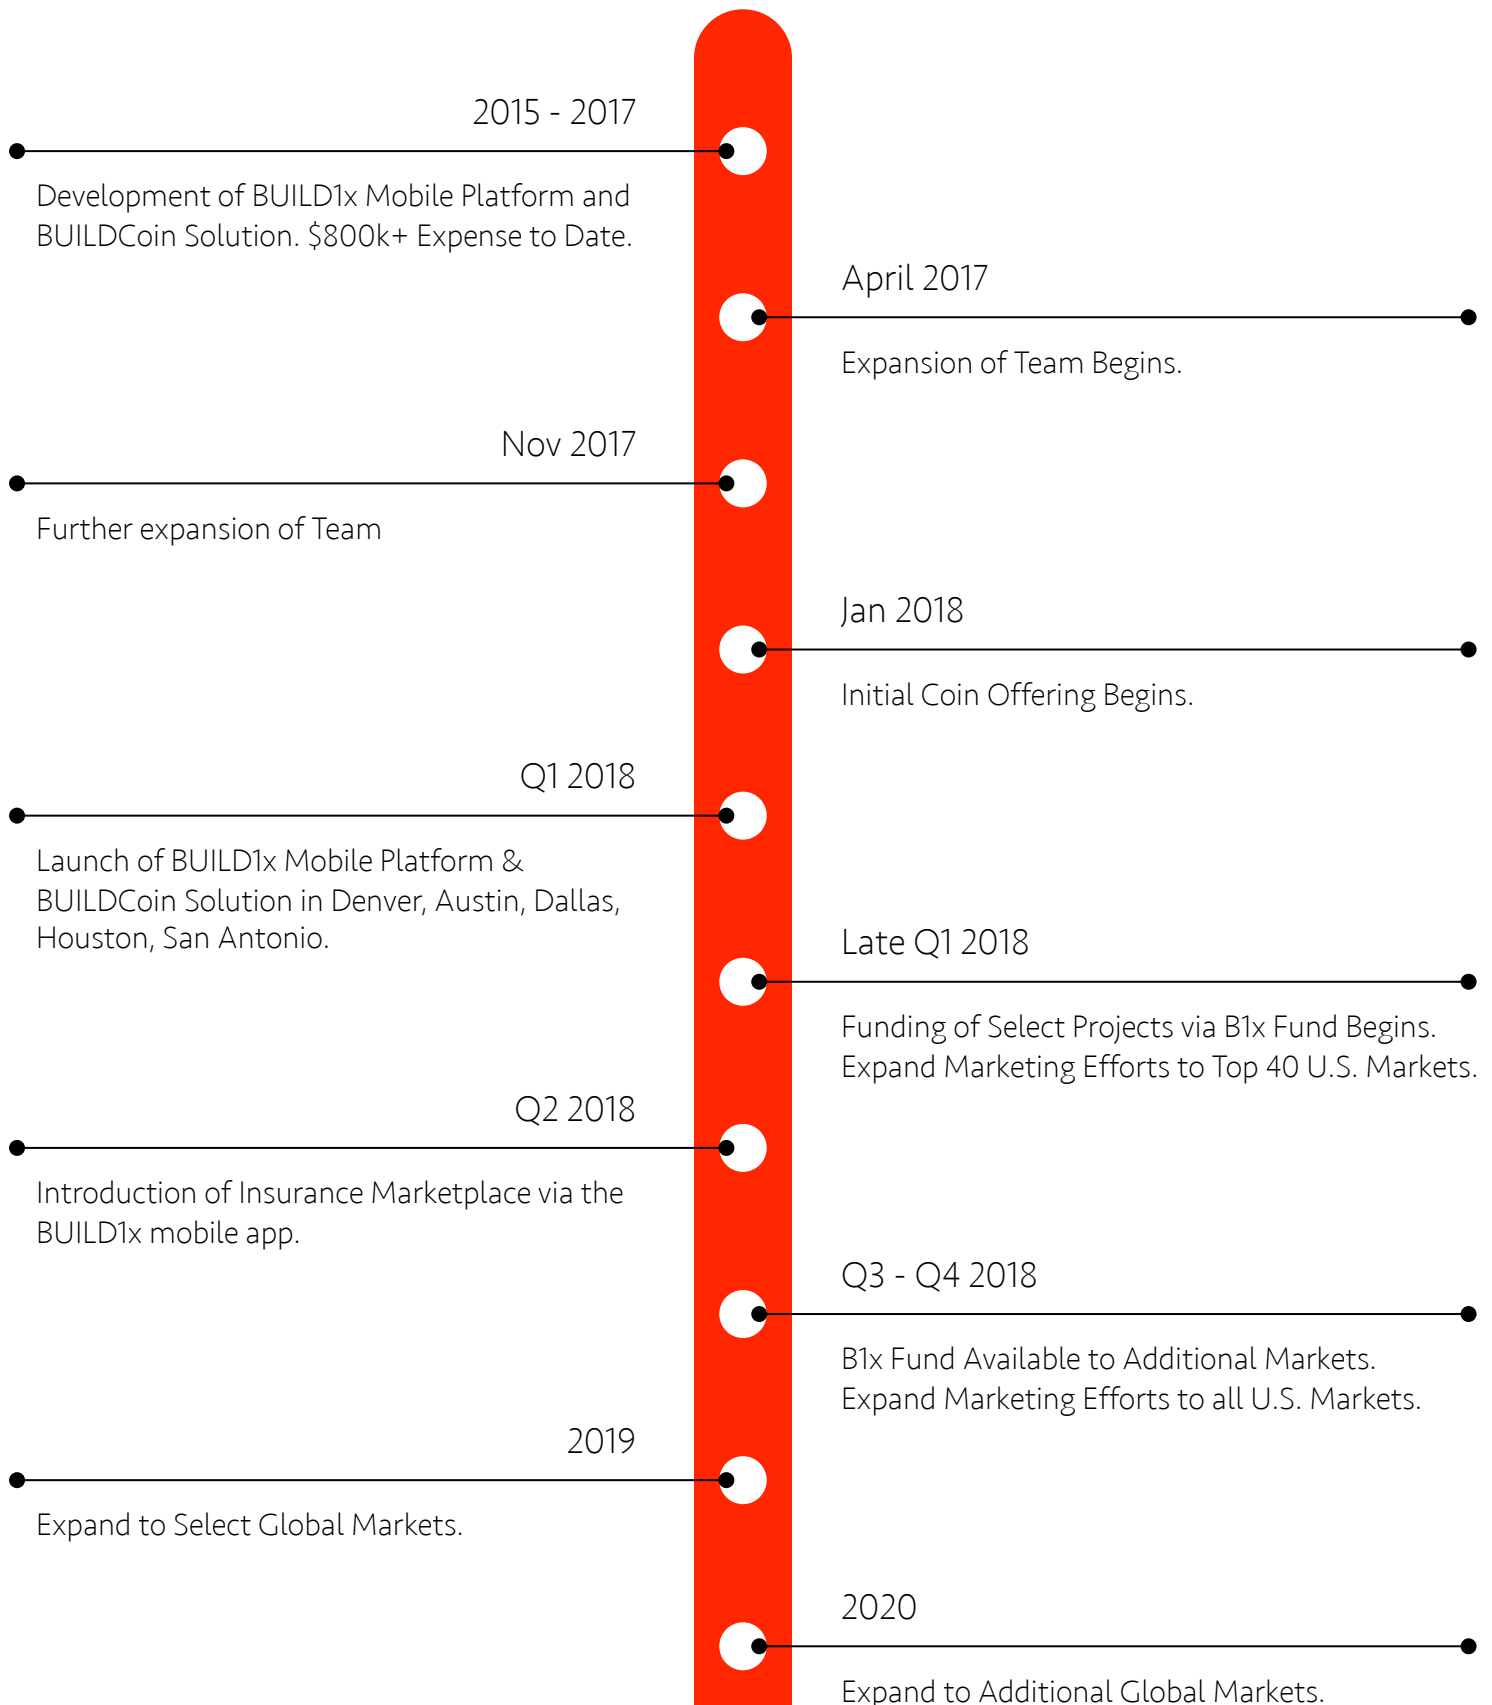 2015 - 2017
Development of BUILD1x Mobile Platform and
BUILDCoin Solution. $800k+ Expense to Date.
April 2017
Expansion of Team Begins.
Nov 2017
Further expansion of Team
Jan 2018
Initial Coin Offering Begins.
Q1 2018
Launch of BUILD1x Mobile Platform &
BUILDCoin Solution in Denver, Austin, Dallas,
Houston, San Antonio.
Late Q1 2018
Funding of Select Projects via B1x Fund Begins.
Expand Marketing Efforts to Top 40 U.S. Markets.
Q2 2018
Introduction of Insurance Marketplace via the
BUILD1x mobile app.
Q3 - Q4 2018
B1x Fund Available to Additional Markets.
Expand Marketing Efforts to all U.S. Markets.
2019
Expand to Select Global Markets.
2020
Expand to Additional Global Markets.